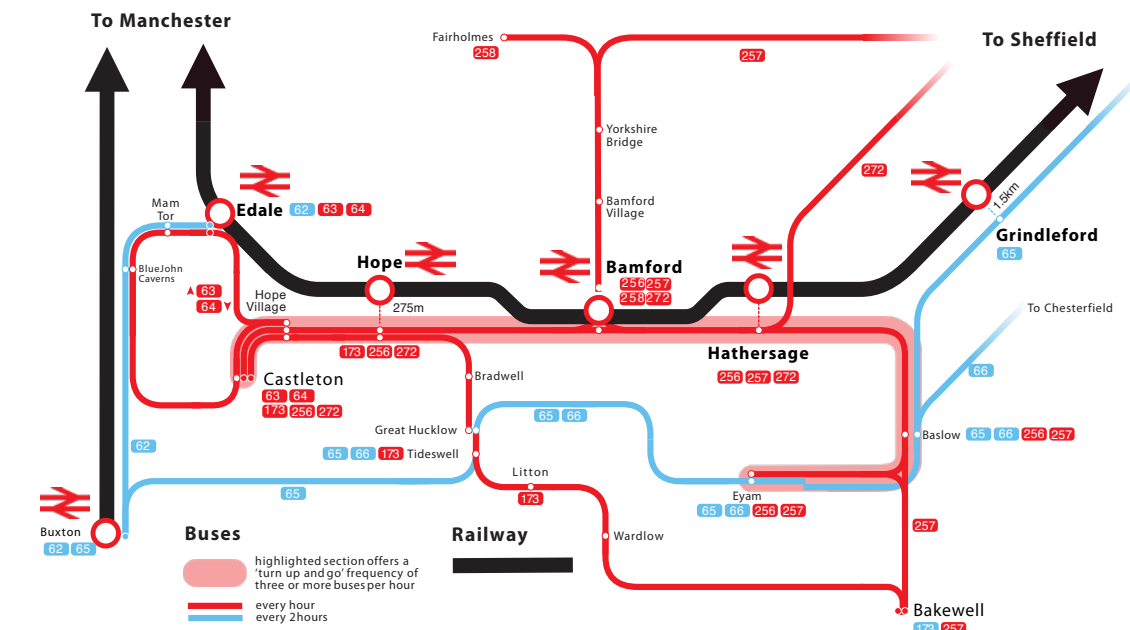 To Manchester
To Sheffield
Fairholmes
258
257
Yorkshire
Bridge
272
1.5km
Mam
Tor
Edale 62 63 64
Bamford
Village
Grindleford
65
BlueJohn
Caverns
Hope
Bamford
256 257
258 272
63
64
Hope
Village
275m
To Chesterfield
173 256 272
Hathersage
256 257 272
Castleton
63 64
173 256 272
Bradwell
66
65 66
Great Hucklow
65 66 173 Tideswell
Baslow 65 66 256 257
62
Litton
173
65
Eyam
65 66 256 257
Buxton
62 65
Buses
Railway
Wardlow
257
highlighted section offers a
'turn up and go' frequency of
three or more buses per hour
every hour
every 2hours
Bakewell
173 257